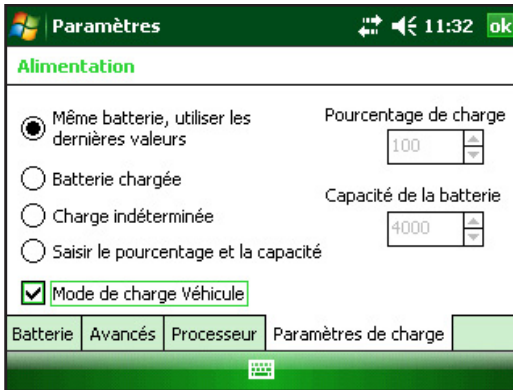 Paramètres 11:32 ok
Alimentation
Même batterie, utiliser les
dernières valeurs
Batterie chargée
Charge indéterminée
Saisir le pourcentage et la capacité
Pourcentage de charge
100
Capacité de la batterie
4000
Mode de charge Véhicule
Batterie Avancés Processeur Paramètres de charge